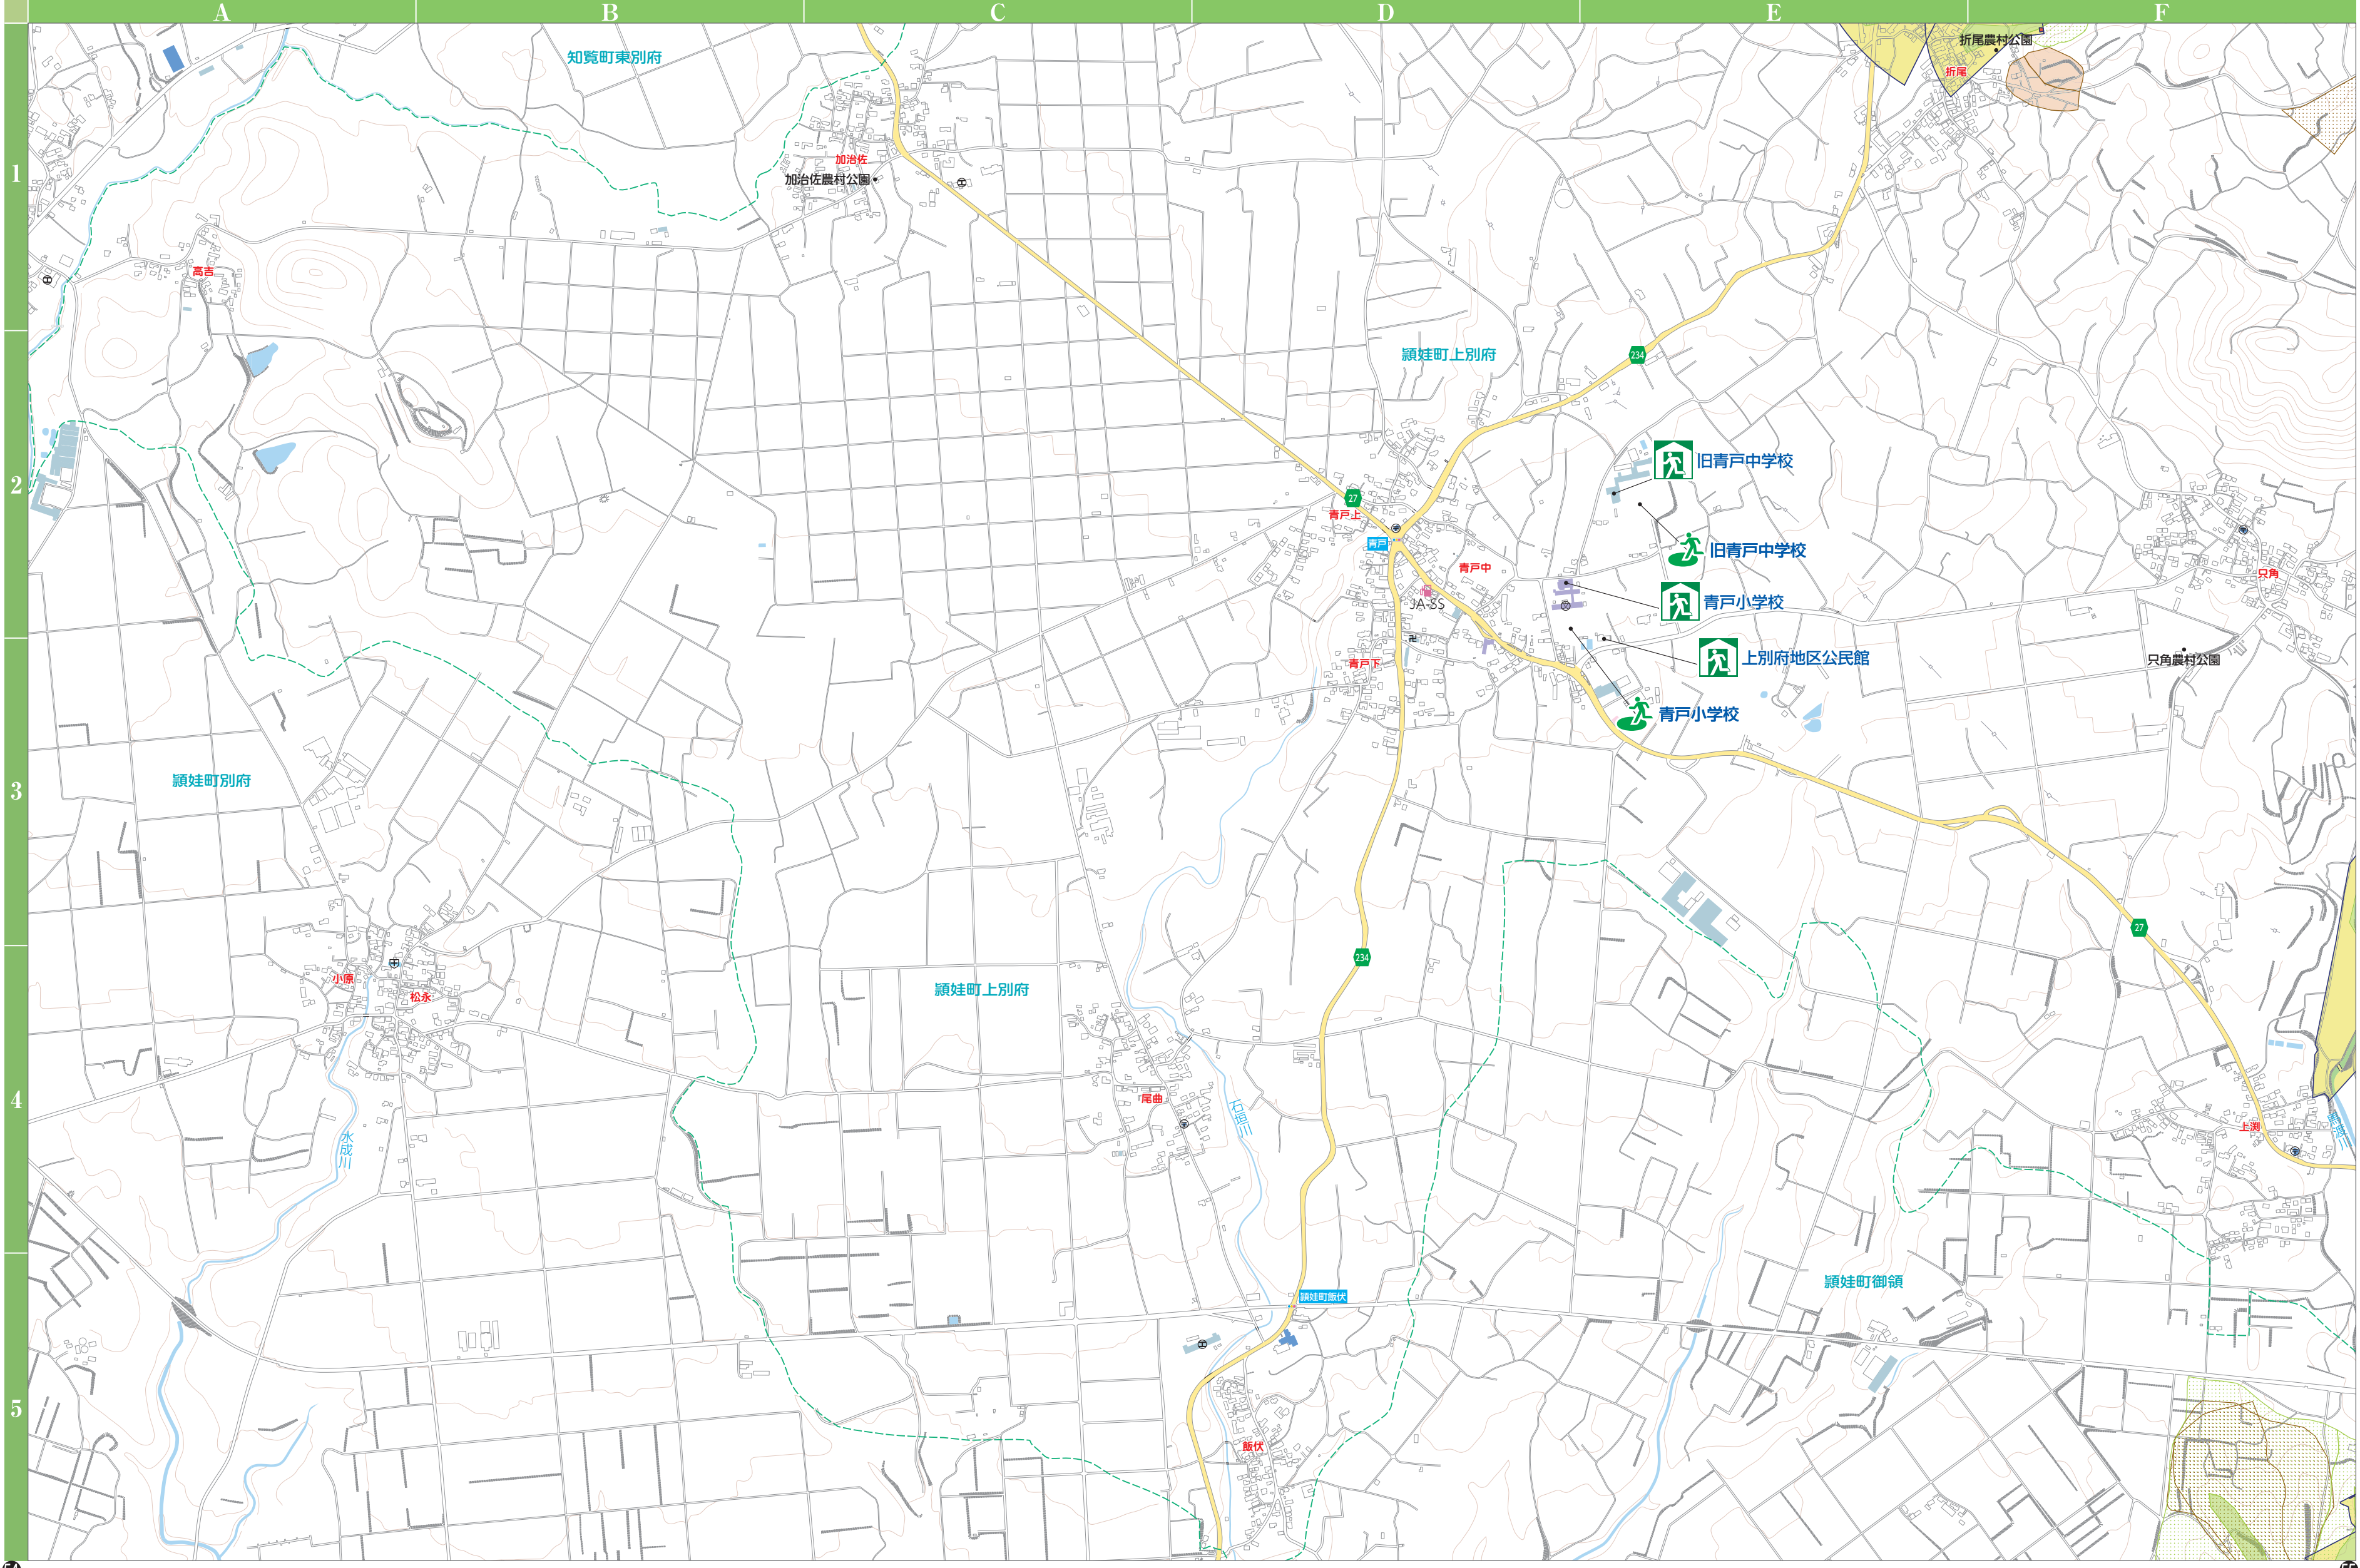 A B C D E F
1
2
3
4
5
知覧町東別府
折尾農村公園
折尾
加治佐
加治佐農村公園
高吉
頴娃町上別府
234
旧青戸中学校
27
青戸上
青戸
旧青戸中学校
青戸中
只角
JA-SS
青戸小学校
上別府地区公民館
青戸下
只角農村公園
青戸小学校
頴娃町別府
27
234
小原
松永
頴娃町上別府
尾曲
石垣川
上渕
水成川
頴娃町御領
頴娃町飯伏
飯伏